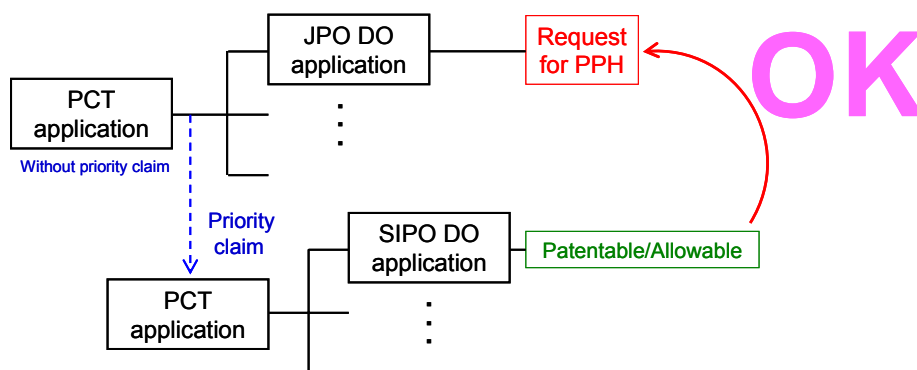 JPO DO
application
Request
for PPH
OK
PCT
application
Without priority claim
Priority
claim
SIPO DO
application
Patentable/Allowable
PCT
application